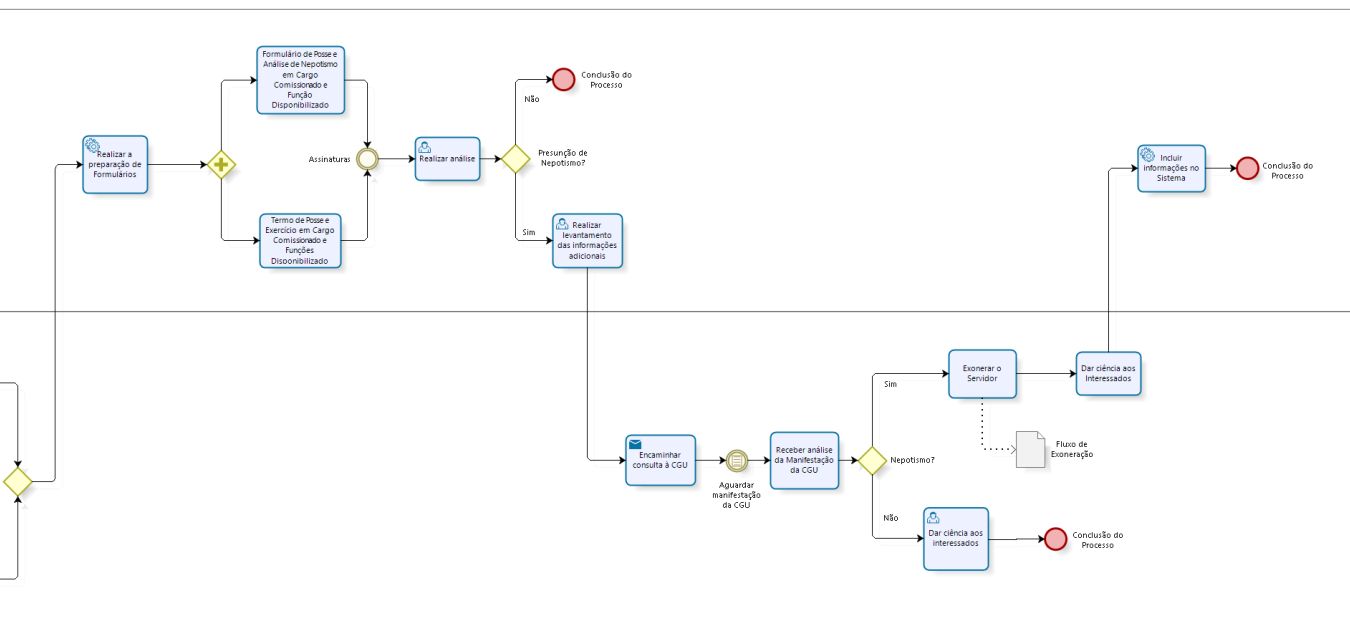 Formulário de Posse e
Análise de Nepotismo
em Cargo
Comissionado e
Função
Disponibilizado
Conclusão do
Processo
Não
Realizar a
preparação de
Formulários
Assinaturas
Realizar análise
Presunção de
Nepotismo?
Incluir
informações no
Sistema
Conclusão do
Processo
Termo de Posse e
Exercício em Cargo
Comissionado e
Funções
Disponibilizado
Sim
Realizar
levantamento
das informações
adicionais
Exonerar o
Servidor
Dar ciência aos
Interessados
Sim
Fluxo de
Exoneração
Encaminhar
consulta à CGU
Aguardar
manifestação
da CGU
Receber análise
da Manifestação
da CGU
Nepotismo?
Não
Dar ciência aos
interessados
Conclusão do
Processo